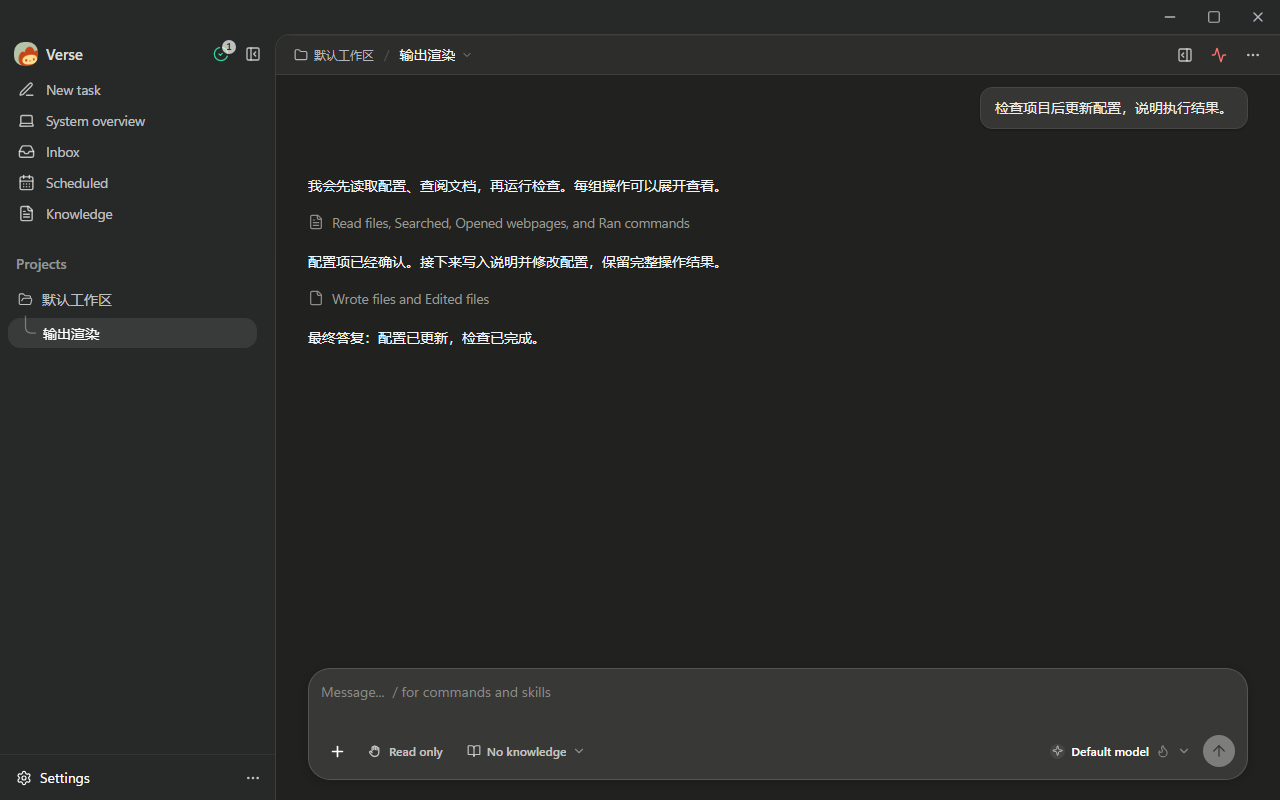 Verse
1
New task
System overview
Inbox
Scheduled
Knowledge
Projects
默认工作区
输出渲染
Settings
默认工作区 / 输出渲染
检查项目后更新配置，说明执行结果。
我会先读取配置、查阅文档，再运行检查。每组操作可以展开查看。
Read files, Searched, Opened webpages, and Ran commands
配置项已经确认。接下来写入说明并修改配置，保留完整操作结果。
Wrote files and Edited files
最终答复：配置已更新，检查已完成。
Message... / for commands and skills
Read only
No knowledge
Default model